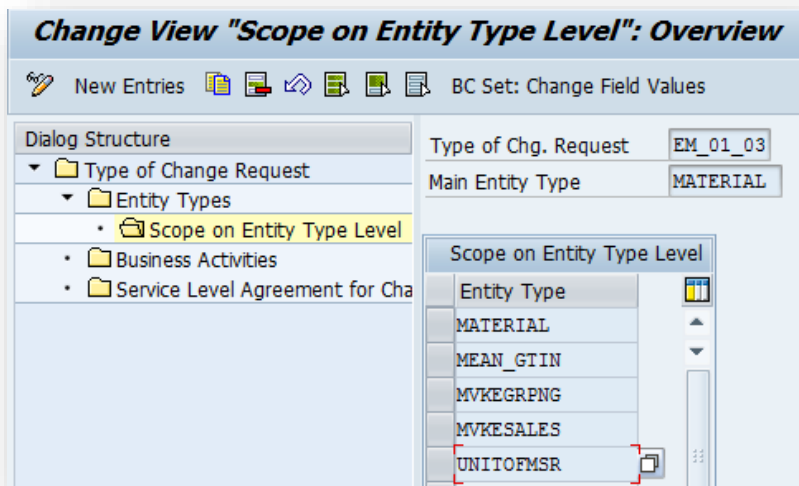 Change View "Scope on Entity Type Level": Overview
New Entries
BC Set: Change Field Values
Dialog Structure
Type of Change Request
Entity Types
Scope on Entity Type Level
Business Activities
Service Level Agreement for Cha
Type of Chg. Request EM_01_03
Main Entity Type MATERIAL
Scope on Entity Type Level
Entity Type
MATERIAL
MEAN_GTIN
MVKEGRPNG
MVKESALES
UNITOFMSR